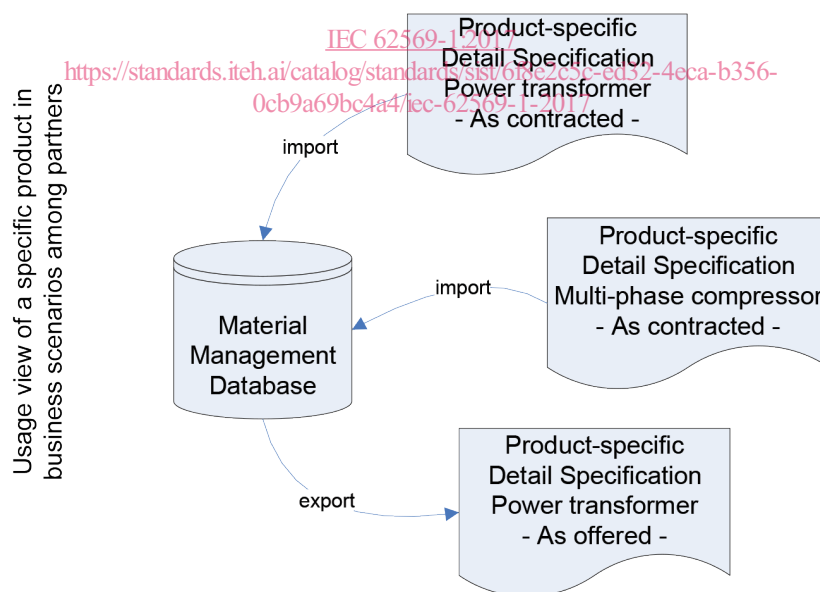 Usage view of a specific product in
business scenarios among partners
IEC 62569-1:2017
https://standards.iteh.ai/catalog/standards/sist/6f8e2c5c-ed32-4eca-b356-
0cb9a69bc4a4/iec-62569-1-2017
Product-specific
Detail Specification
Power transformer
- As contracted -
import
Product-specific
Detail Specification
Multi-phase compressor
- As contracted -
import
Material
Management
Database
export
Product-specific
Detail Specification
Power transformer
- As offered -